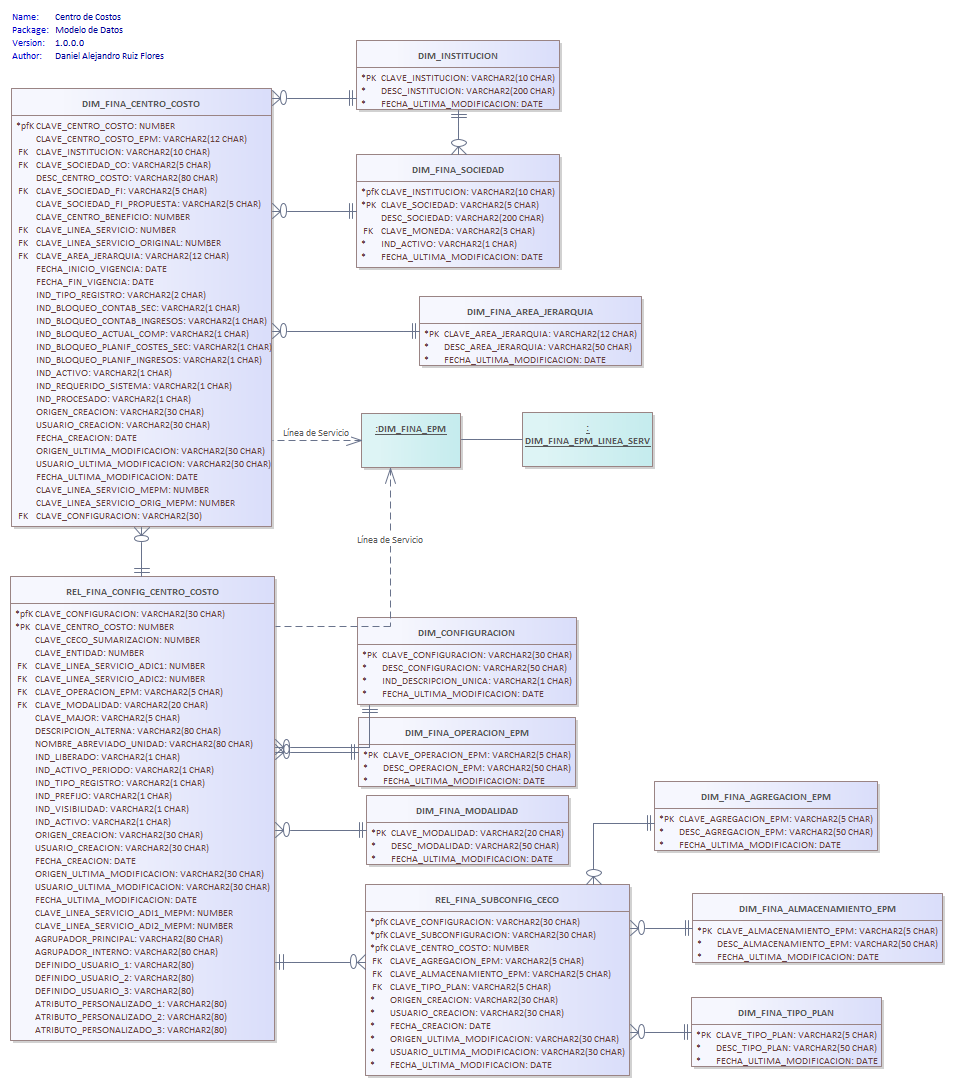 Name: Centro de Costos
Package: Modelo de Datos
Version: 1.0.0.0
Author: Daniel Alejandro Ruiz Flores
DIM_INSTITUCION
*PK CLAVE_INSTITUCION: VARCHAR2(10 CHAR)
* DESC_INSTITUCION: VARCHAR2(200 CHAR)
* FECHA_ULTIMA_MODIFICACION: DATE
DIM_FINA_CENTRO_COSTO
*pfK CLAVE_CENTRO_COSTO: NUMBER
CLAVE_CENTRO_COSTO_EPM: VARCHAR2(12 CHAR)
FK CLAVE_INSTITUCION: VARCHAR2(10 CHAR)
FK CLAVE_SOCIEDAD_CO: VARCHAR2(5 CHAR)
DESC_CENTRO_COSTO: VARCHAR2(80 CHAR)
FK CLAVE_SOCIEDAD_FI: VARCHAR2(5 CHAR)
CLAVE_SOCIEDAD_FI_PROPUESTA: VARCHAR2(5 CHAR)
CLAVE_CENTRO_BENEFICIO: NUMBER
FK CLAVE_LINEA_SERVICIO: NUMBER
FK CLAVE_LINEA_SERVICIO_ORIGINAL: NUMBER
FK CLAVE_AREA_JERARQUIA: VARCHAR2(12 CHAR)
FECHA_INICIO_VIGENCIA: DATE
FECHA_FIN_VIGENCIA: DATE
IND_TIPO_REGISTRO: VARCHAR2(2 CHAR)
IND_BLOQUEO_CONTAB_SEC: VARCHAR2(1 CHAR)
IND_BLOQUEO_CONTAB_INGRESOS: VARCHAR2(1 CHAR)
IND_BLOQUEO_ACTUAL_COMP: VARCHAR2(1 CHAR)
IND_BLOQUEO_PLANIF_COSTES_SEC: VARCHAR2(1 CHAR)
IND_BLOQUEO_PLANIF_INGRESOS: VARCHAR2(1 CHAR)
IND_ACTIVO: VARCHAR2(1 CHAR)
IND_REQUERIDO_SISTEMA: VARCHAR2(1 CHAR)
IND_PROCESADO: VARCHAR2(1 CHAR)
ORIGEN_CREACION: VARCHAR2(30 CHAR)
USUARIO_CREACION: VARCHAR2(30 CHAR)
FECHA_CREACION: DATE
ORIGEN_ULTIMA_MODIFICACION: VARCHAR2(30 CHAR)
USUARIO_ULTIMA_MODIFICACION: VARCHAR2(30 CHAR)
FECHA_ULTIMA_MODIFICACION: DATE
CLAVE_LINEA_SERVICIO_MEPM: NUMBER
CLAVE_LINEA_SERVICIO_ORIG_MEPM: NUMBER
FK CLAVE_CONFIGURACION: VARCHAR2(30)
DIM_FINA_SOCIEDAD
*pfK CLAVE_INSTITUCION: VARCHAR2(10 CHAR)
*PK CLAVE_SOCIEDAD: VARCHAR2(5 CHAR)
DESC_SOCIEDAD: VARCHAR2(200 CHAR)
FK CLAVE_MONEDA: VARCHAR2(3 CHAR)
* IND_ACTIVO: VARCHAR2(1 CHAR)
* FECHA_ULTIMA_MODIFICACION: DATE
DIM_FINA_AREA_JERARQUIA
*PK CLAVE_AREA_JERARQUIA: VARCHAR2(12 CHAR)
* DESC_AREA_JERARQUIA: VARCHAR2(50 CHAR)
* FECHA_ULTIMA_MODIFICACION: DATE
Línea de Servicio
:DIM_FINA_EPM
:
DIM_FINA_EPM_LINEA_SERV
Línea de Servicio
REL_FINA_CONFIG_CENTRO_COSTO
*pfK CLAVE_CONFIGURACION: VARCHAR2(30 CHAR)
*PK CLAVE_CENTRO_COSTO: NUMBER
CLAVE_CECO_SUMARIZACION: NUMBER
CLAVE_ENTIDAD: NUMBER
FK CLAVE_LINEA_SERVICIO_ADIC1: NUMBER
FK CLAVE_LINEA_SERVICIO_ADIC2: NUMBER
FK CLAVE_OPERACION_EPM: VARCHAR2(5 CHAR)
FK CLAVE_MODALIDAD: VARCHAR2(20 CHAR)
CLAVE_MAJOR: VARCHAR2(5 CHAR)
DESCRIPCION_ALTERNA: VARCHAR2(80 CHAR)
NOMBRE_ABREVIADO_UNIDAD: VARCHAR2(80 CHAR)
IND_LIBERADO: VARCHAR2(1 CHAR)
IND_ACTIVO_PERIODO: VARCHAR2(1 CHAR)
IND_TIPO_REGISTRO: VARCHAR2(1 CHAR)
IND_PREFIJO: VARCHAR2(1 CHAR)
IND_VISIBILIDAD: VARCHAR2(1 CHAR)
IND_ACTIVO: VARCHAR2(1 CHAR)
ORIGEN_CREACION: VARCHAR2(30 CHAR)
USUARIO_CREACION: VARCHAR2(30 CHAR)
FECHA_CREACION: DATE
ORIGEN_ULTIMA_MODIFICACION: VARCHAR2(30 CHAR)
USUARIO_ULTIMA_MODIFICACION: VARCHAR2(30 CHAR)
FECHA_ULTIMA_MODIFICACION: DATE
CLAVE_LINEA_SERVICIO_ADI1_MEPM: NUMBER
CLAVE_LINEA_SERVICIO_ADI2_MEPM: NUMBER
AGRUPADOR_PRINCIPAL: VARCHAR2(80 CHAR)
AGRUPADOR_INTERNO: VARCHAR2(80 CHAR)
DEFINIDO_USUARIO_1: VARCHAR2(80)
DEFINIDO_USUARIO_2: VARCHAR2(80)
DEFINIDO_USUARIO_3: VARCHAR2(80)
ATRIBUTO_PERSONALIZADO_1: VARCHAR2(80)
ATRIBUTO_PERSONALIZADO_2: VARCHAR2(80)
ATRIBUTO_PERSONALIZADO_3: VARCHAR2(80)
DIM_CONFIGURACION
*PK CLAVE_CONFIGURACION: VARCHAR2(30 CHAR)
* DESC_CONFIGURACION: VARCHAR2(50 CHAR)
* IND_DESCRIPCION_UNICA: VARCHAR2(1 CHAR)
* FECHA_ULTIMA_MODIFICACION: DATE
DIM_FINA_OPERACION_EPM
*PK CLAVE_OPERACION_EPM: VARCHAR2(5 CHAR)
* DESC_OPERACION_EPM: VARCHAR2(50 CHAR)
* FECHA_ULTIMA_MODIFICACION: DATE
DIM_FINA_MODALIDAD
*PK CLAVE_MODALIDAD: VARCHAR2(20 CHAR)
* DESC_MODALIDAD: VARCHAR2(50 CHAR)
* FECHA_ULTIMA_MODIFICACION: DATE
DIM_FINA_AGREGACION_EPM
*PK CLAVE_AGREGACION_EPM: VARCHAR2(5 CHAR)
* DESC_AGREGACION_EPM: VARCHAR2(50 CHAR)
* FECHA_ULTIMA_MODIFICACION: DATE
REL_FINA_SUBCONFIG_CECO
*pfK CLAVE_CONFIGURACION: VARCHAR2(30 CHAR)
*pfK CLAVE_SUBCONFIGURACION: VARCHAR2(30 CHAR)
*pfK CLAVE_CENTRO_COSTO: NUMBER
FK CLAVE_AGREGACION_EPM: VARCHAR2(5 CHAR)
FK CLAVE_ALMACENAMIENTO_EPM: VARCHAR2(5 CHAR)
FK CLAVE_TIPO_PLAN: VARCHAR2(5 CHAR)
* ORIGEN_CREACION: VARCHAR2(30 CHAR)
* USUARIO_CREACION: VARCHAR2(30 CHAR)
* FECHA_CREACION: DATE
* ORIGEN_ULTIMA_MODIFICACION: VARCHAR2(30 CHAR)
* USUARIO_ULTIMA_MODIFICACION: VARCHAR2(30 CHAR)
* FECHA_ULTIMA_MODIFICACION: DATE
DIM_FINA_ALMACENAMIENTO_EPM
*PK CLAVE_ALMACENAMIENTO_EPM: VARCHAR2(5 CHAR)
* DESC_ALMACENAMIENTO_EPM: VARCHAR2(50 CHAR)
* FECHA_ULTIMA_MODIFICACION: DATE
DIM_FINA_TIPO_PLAN
*PK CLAVE_TIPO_PLAN: VARCHAR2(5 CHAR)
* DESC_TIPO_PLAN: VARCHAR2(50 CHAR)
* FECHA_ULTIMA_MODIFICACION: DATE